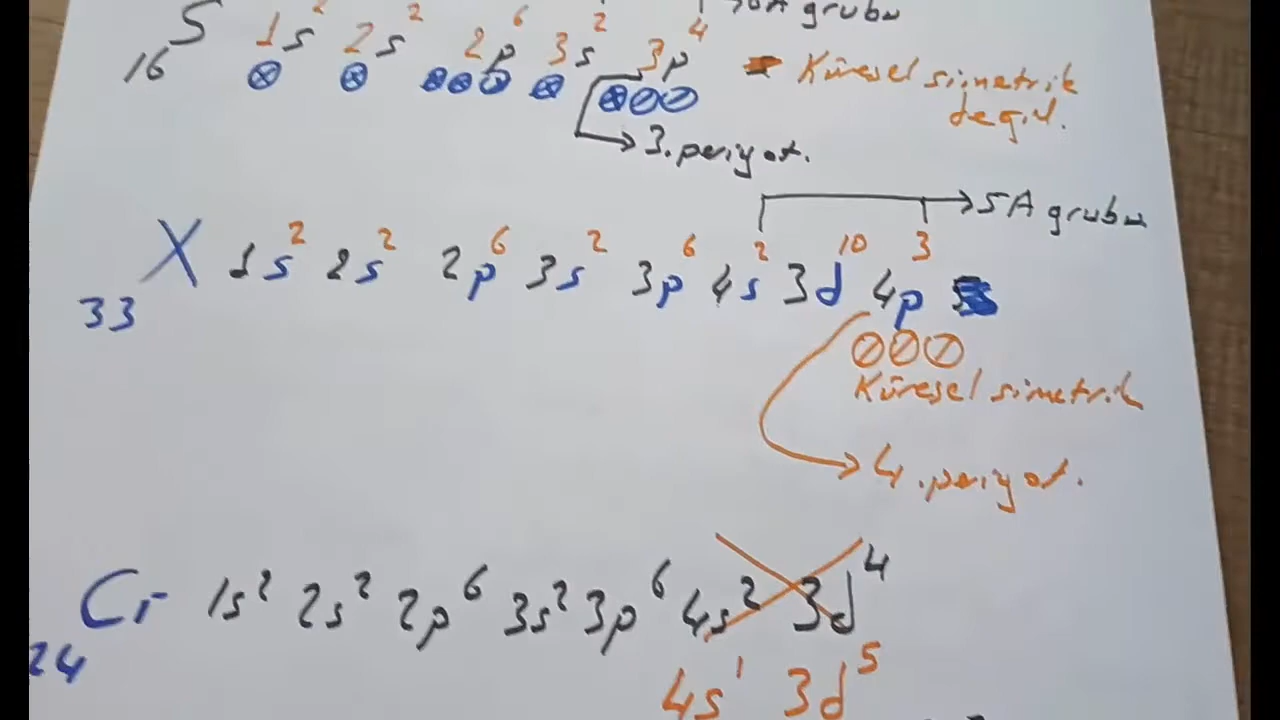 →6A grubu
16S 1s² 2s² 2p⁶ 3s² 3p⁴ Küresel simetrik
değil.
→3.periyot.
→5A grubu
33X 1s² 2s² 2p⁶ 3s² 3p⁶ 4s² 3d¹⁰ 4p³
Küresel simetrik
→4.periyot.
24Cr 1s² 2s² 2p⁶ 3s² 3p⁶ 4s² 3d⁴
4s¹ 3d⁵